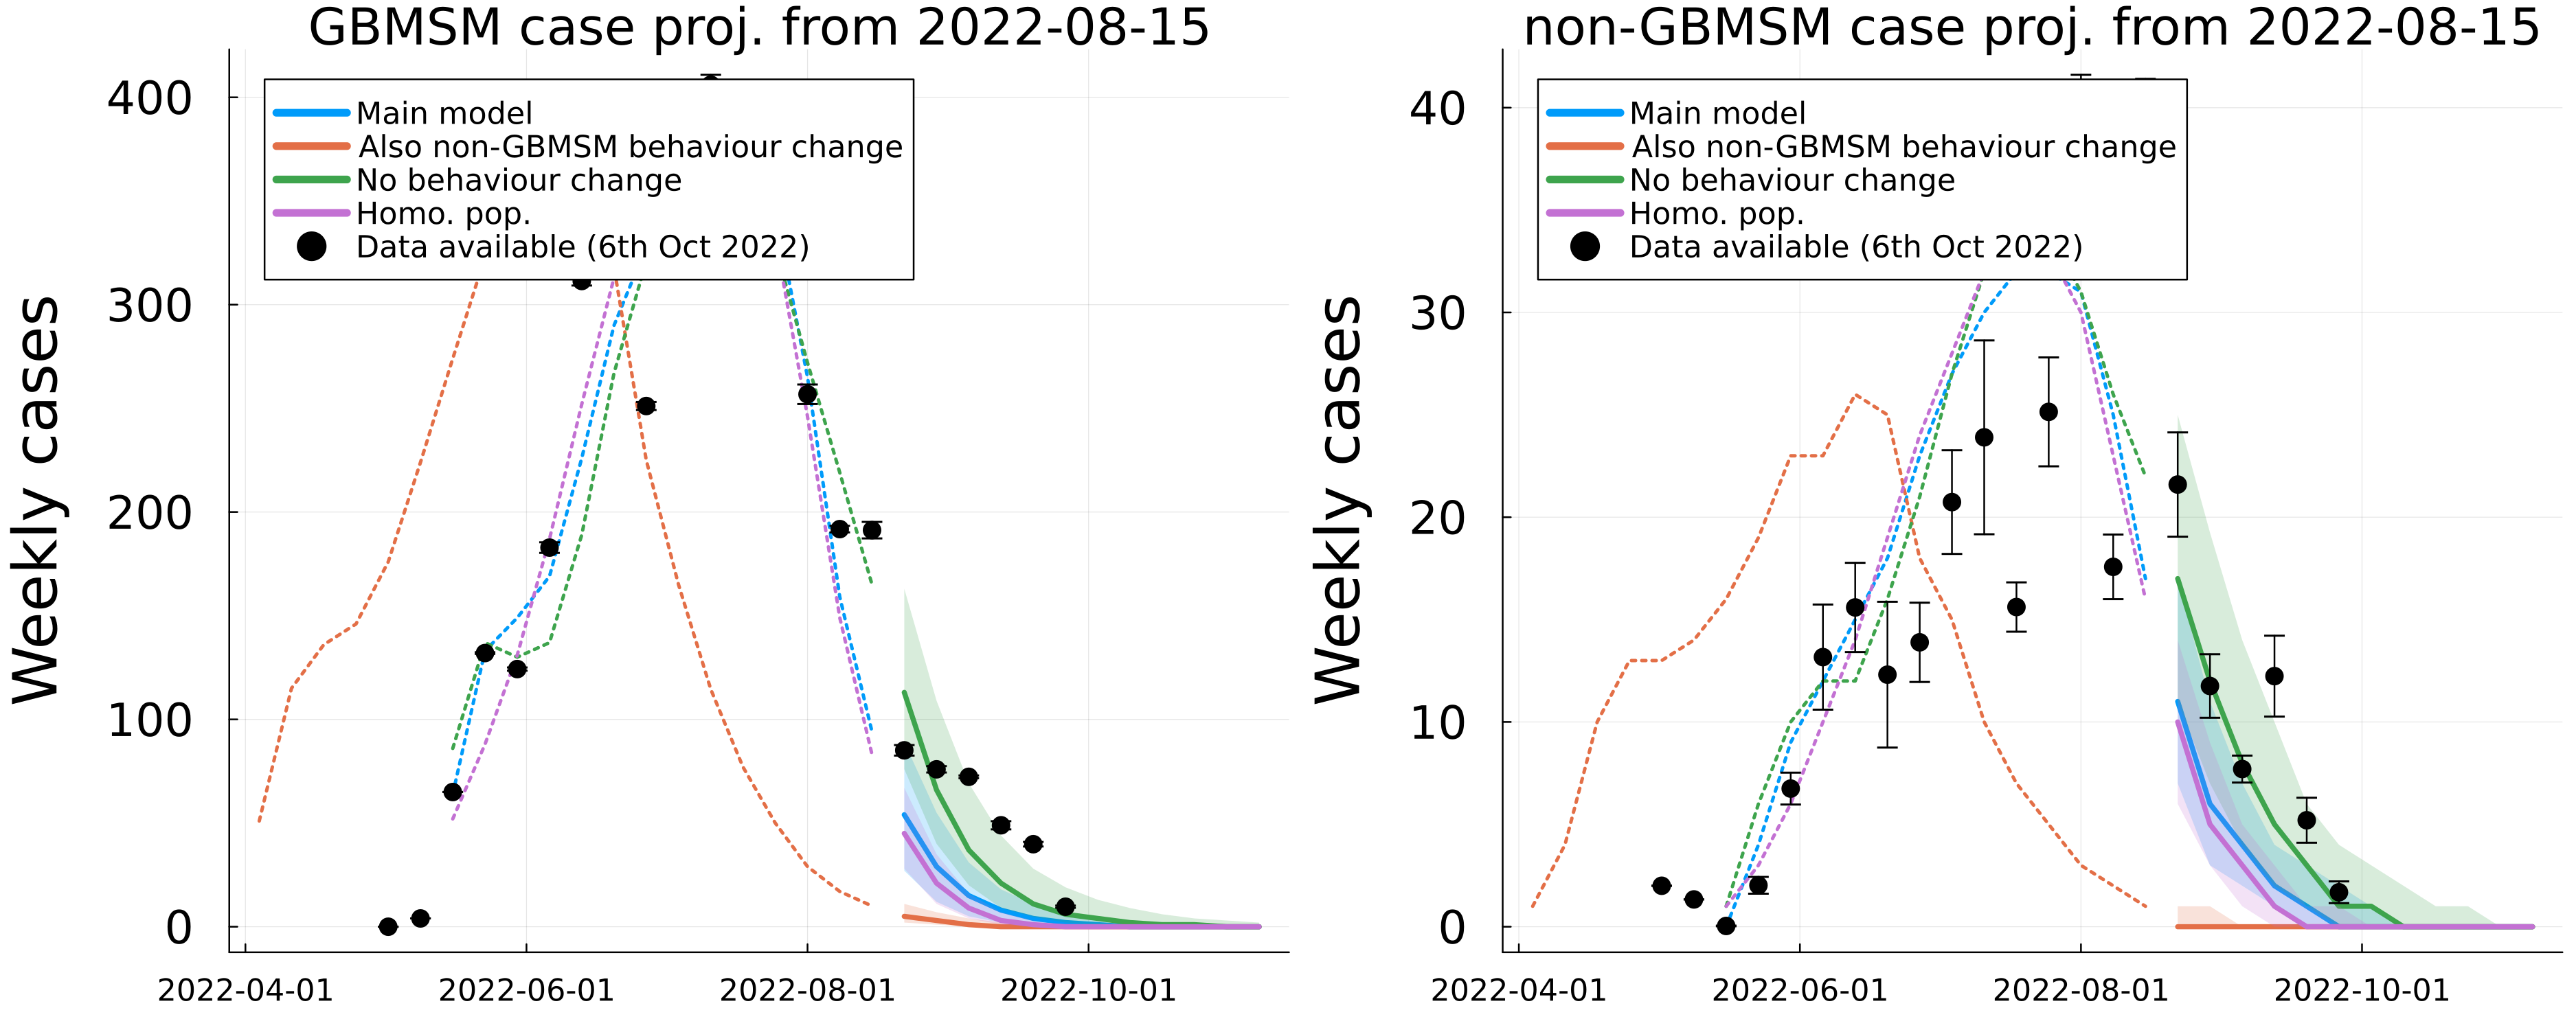 GBMSM case proj. from 2022-08-15
Weekly cases
400
300
200
100
0
Main model
Also non-GBMSM behaviour change
No behaviour change
Homo. pop.
Data available (6th Oct 2022)
2022-04-01
2022-06-01
2022-08-01
2022-10-01
non-GBMSM case proj. from 2022-08-15
Weekly cases
40
30
20
10
0
Main model
Also non-GBMSM behaviour change
No behaviour change
Homo. pop.
Data available (6th Oct 2022)
2022-04-01
2022-06-01
2022-08-01
2022-10-01